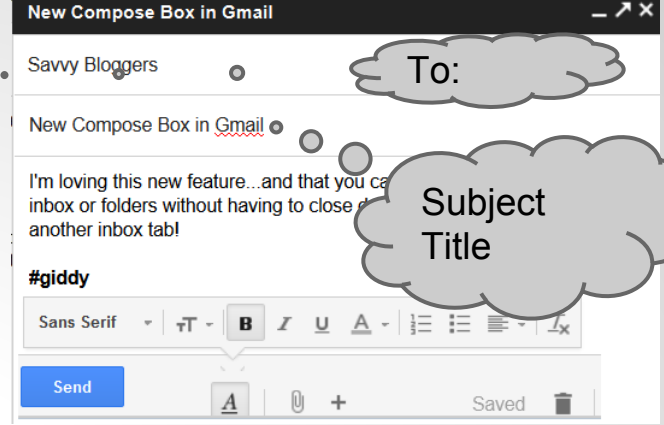 New Compose Box in Gmail
Savvy Bloggers
To:
New Compose Box in Gmail
Subject
Title
I'm loving this new feature...and that you ca
inbox or folders without having to close
another inbox tab!
#giddy
Sans Serif
Send
Saved